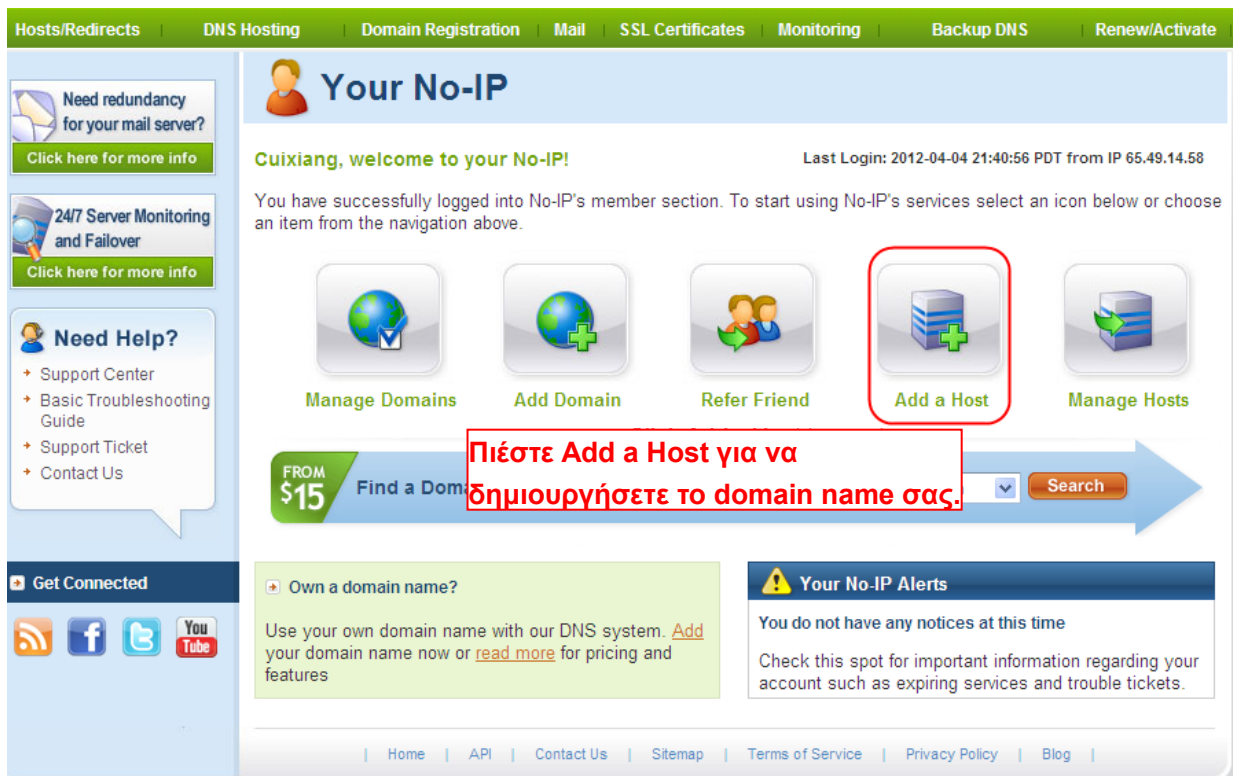 Hosts/Redirects | DNS Hosting | Domain Registration | Mail | SSL Certificates | Monitoring | Backup DNS | Renew/Activate
Need redundancy
for your mail server?
Click here for more info
24/7 Server Monitoring
and Failover
Click here for more info
Need Help?
Support Center
Basic Troubleshooting
Guide
Support Ticket
Contact Us
Get Connected
You
Tube
Your No-IP
Cuixiang, welcome to your No-IP!
Last Login: 2012-04-04 21:40:56 PDT from IP 65.49.14.58
You have successfully logged into No-IP's member section. To start using No-IP's services select an icon below or choose
an item from the navigation above.
Manage Domains
Add Domain
Refer Friend
Add a Host
Manage Hosts
Πιέστε Add a Host για να
δημιουργήσετε το domain name σας.
FROM
$15
Find a Dom
Search
Own a domain name?
Use your own domain name with our DNS system. Add
your domain name now or read more for pricing and
features
Your No-IP Alerts
You do not have any notices at this time
Check this spot for important information regarding your
account such as expiring services and trouble tickets.
| Home | API | Contact Us | Sitemap | Terms of Service | Privacy Policy | Blog |